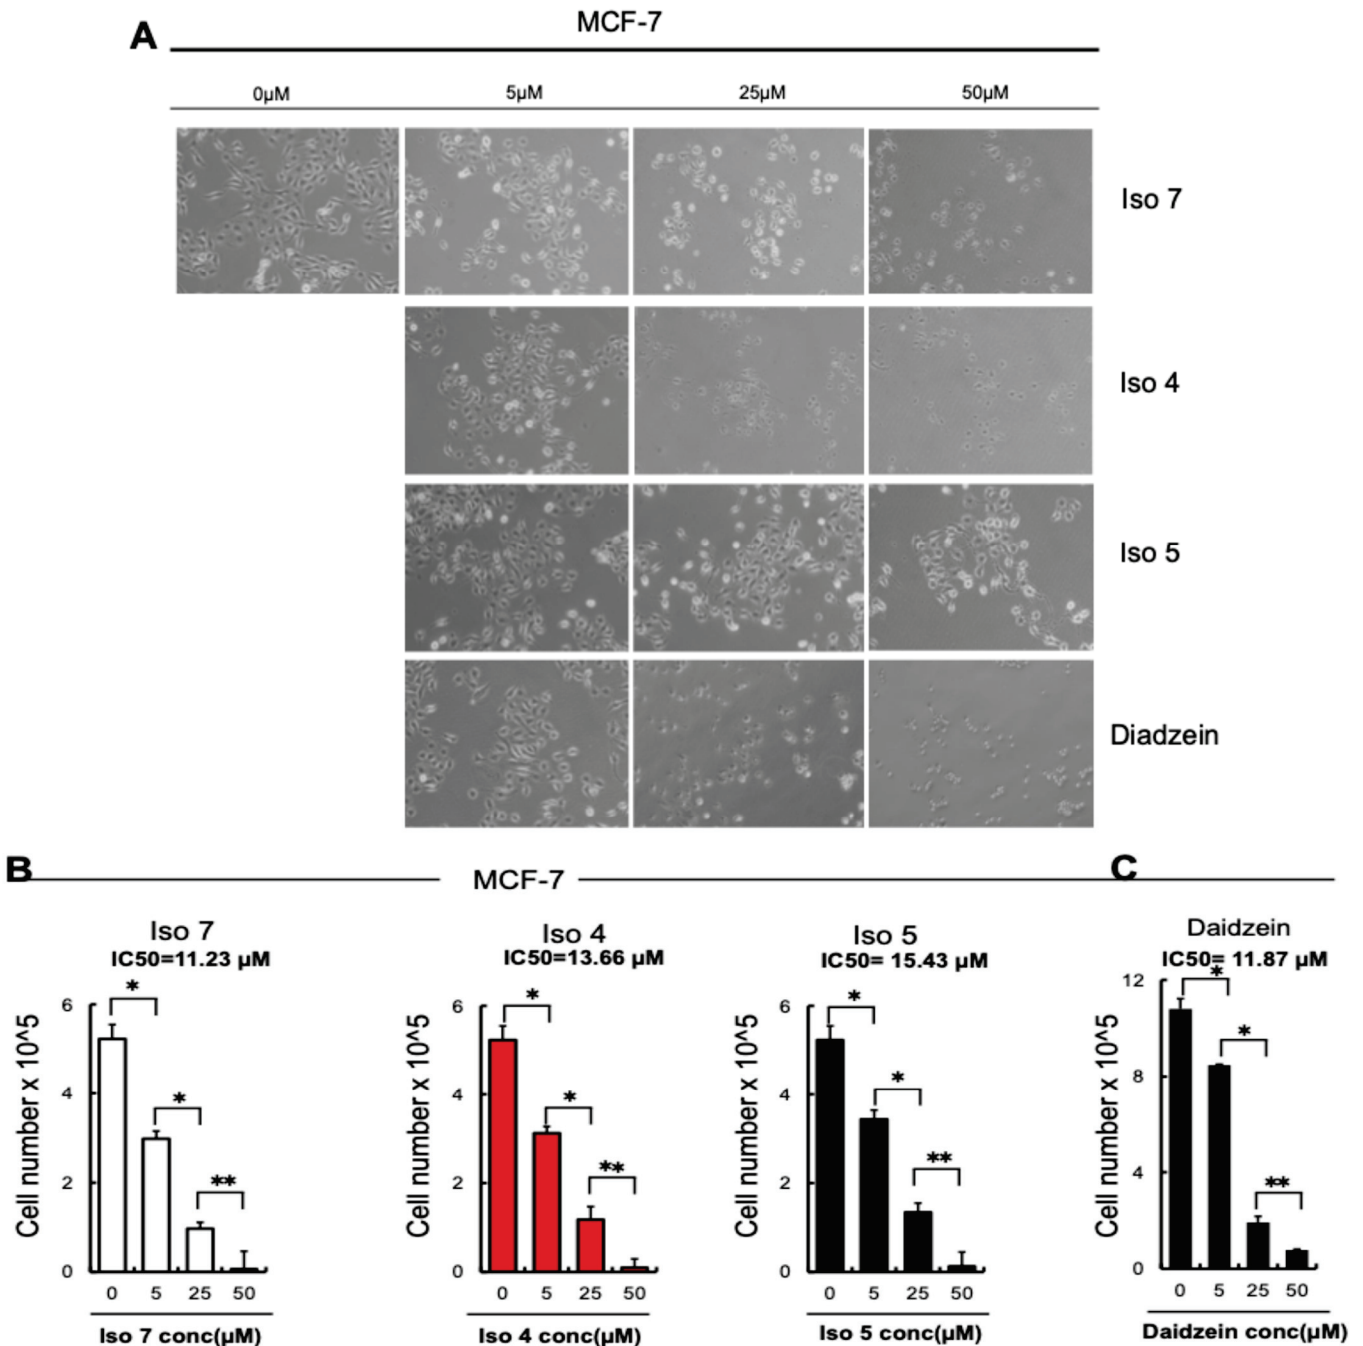 A
MCF-7
0µM 5µM 25µM 50µM
Iso 7
Iso 4
Iso 5
Diadzein
B
MCF-7
C
Iso 7
IC50=11.23 µM
*
*
**
Cell number x 10^5
6
4
2
0
0 5 25 50
Iso 7 conc(µM)
Iso 4
IC50=13.66 µM
*
*
**
Cell number x 10^5
6
4
2
0
0 5 25 50
Iso 4 conc(µM)
Iso 5
IC50= 15.43 µM
*
*
**
Cell number x 10^5
6
4
2
0
0 5 25 50
Iso 5 conc(µM)
Daidzein
IC50= 11.87 µM
*
*
**
Cell number x 10^5
12
8
4
0
0 5 25 50
Daidzein conc(µM)